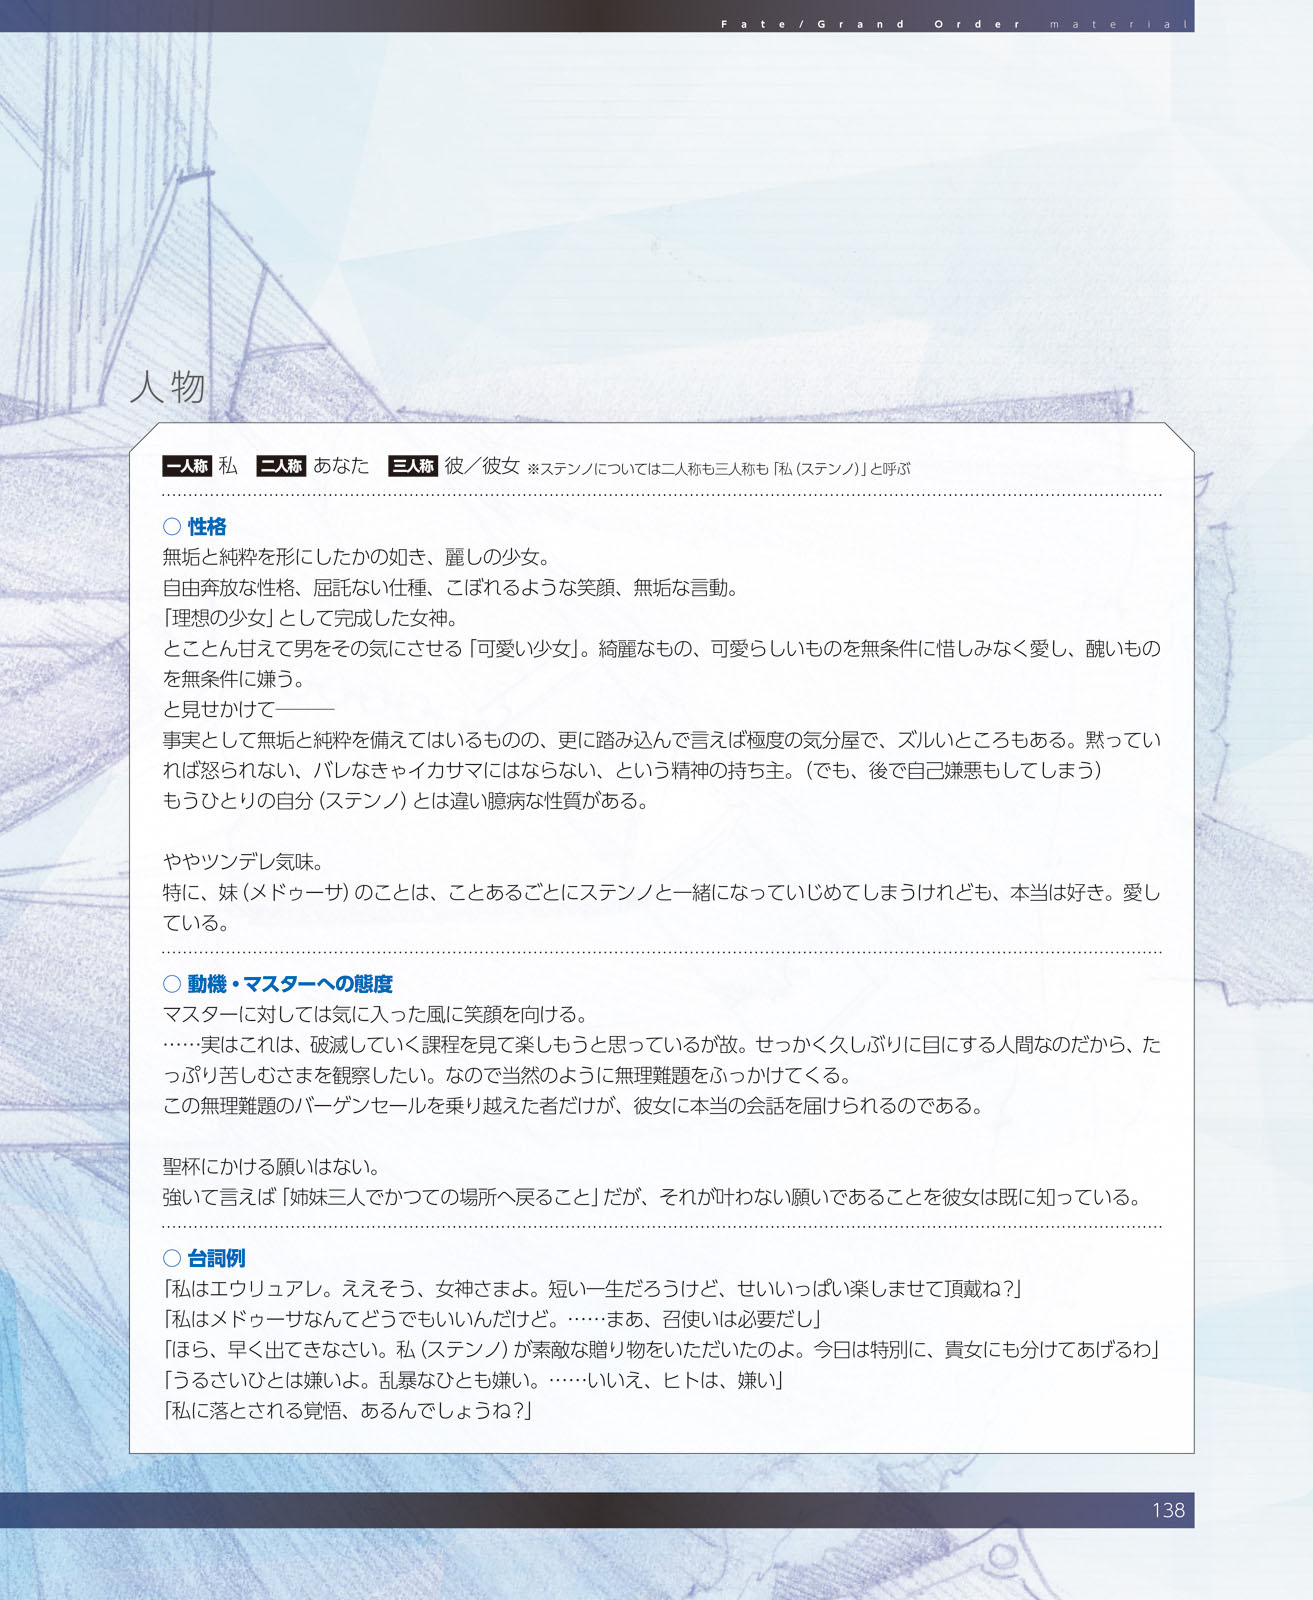 Fate/Grand Order material
人物
一人称 私 二人称 あなた 三人称 彼／彼女 ※ステンノについては二人称も三人称も「私（ステンノ）」と呼ぶ
○ 性格
無垢と純粋を形にしたかの如き、麗しの少女。
自由奔放な性格、屈託ない仕種、こぼれるような笑顔、無垢な言動。
「理想の少女」として完成した女神。
とことん甘えて男をその気にさせる「可愛い少女」。綺麗なもの、可愛らしいものを無条件に惜しみなく愛し、醜いもの
を無条件に嫌う。
と見せかけて───
事実として無垢と純粋を備えてはいるものの、更に踏み込んで言えば極度の気分屋で、ズルいところもある。黙ってい
れば怒られない、バレなきゃイカサマにはならない、という精神の持ち主。（でも、後で自己嫌悪もしてしまう）
もうひとりの自分（ステンノ）とは違い臆病な性質がある。
ややツンデレ気味。
特に、妹（メドゥーサ）のことは、ことあるごとにステンノと一緒になっていじめてしまうけれども、本当は好き。愛し
ている。
○ 動機・マスターへの態度
マスターに対しては気に入った風に笑顔を向ける。
……実はこれは、破滅していく課程を見て楽しもうと思っているが故。せっかく久しぶりに目にする人間なのだから、た
っぷり苦しむさまを観察したい。なので当然のように無理難題をふっかけてくる。
この無理難題のバーゲンセールを乗り越えた者だけが、彼女に本当の会話を届けられるのである。
聖杯にかける願いはない。
強いて言えば「姉妹三人でかつての場所へ戻ること」だが、それが叶わない願いであることを彼女は既に知っている。
○ 台詞例
「私はエウリュアレ。ええそう、女神さまよ。短い一生だろうけど、せいいっぱい楽しませて頂戴ね？」
「私はメドゥーサなんてどうでもいいんだけど。……まあ、召使いは必要だし」
「ほら、早く出てきなさい。私（ステンノ）が素敵な贈り物をいただいたのよ。今日は特別に、貴女にも分けてあげるわ」
「うるさいひとは嫌いよ。乱暴なひとも嫌い。……いいえ、ヒトは、嫌い」
「私に落とされる覚悟、あるんでしょうね？」
138